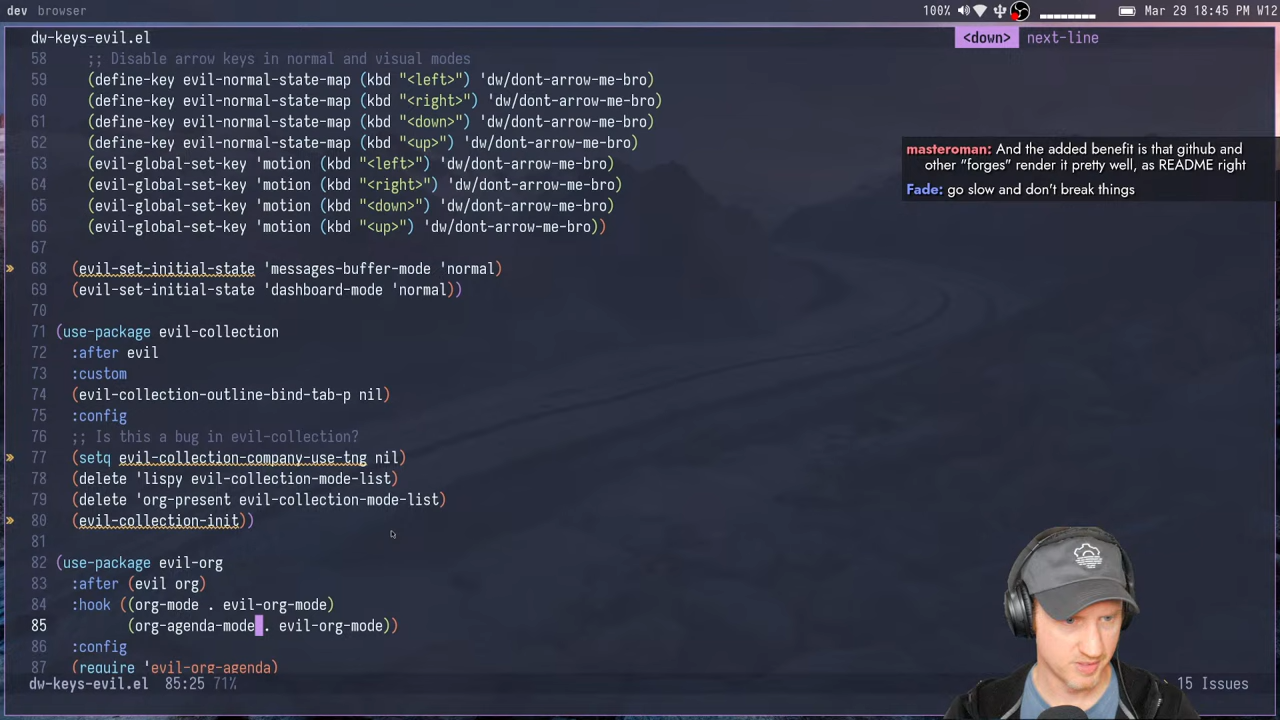 dev browser
100% Mar 29 18:45 PM W12
dw-keys-evil.el
<down> next-line
58 ;; Disable arrow keys in normal and visual modes
59 (define-key evil-normal-state-map (kbd "<left>") 'dw/dont-arrow-me-bro)
60 (define-key evil-normal-state-map (kbd "<right>") 'dw/dont-arrow-me-bro)
61 (define-key evil-normal-state-map (kbd "<down>") 'dw/dont-arrow-me-bro)
62 (define-key evil-normal-state-map (kbd "<up>") 'dw/dont-arrow-me-bro)
63 (evil-global-set-key 'motion (kbd "<left>") 'dw/dont-arrow-me-bro)
64 (evil-global-set-key 'motion (kbd "<right>") 'dw/dont-arrow-me-bro)
65 (evil-global-set-key 'motion (kbd "<down>") 'dw/dont-arrow-me-bro)
66 (evil-global-set-key 'motion (kbd "<up>") 'dw/dont-arrow-me-bro))
67
68 (evil-set-initial-state 'messages-buffer-mode 'normal)
69 (evil-set-initial-state 'dashboard-mode 'normal))
70
71 (use-package evil-collection
72 :after evil
73 :custom
74 (evil-collection-outline-bind-tab-p nil)
75 :config
76 ;; Is this a bug in evil-collection?
77 (setq evil-collection-company-use-tng nil)
78 (delete 'lispy evil-collection-mode-list)
79 (delete 'org-present evil-collection-mode-list)
80 (evil-collection-init))
81
82 (use-package evil-org
83 :after (evil org)
84 :hook ((org-mode . evil-org-mode)
85 (org-agenda-mode . evil-org-mode))
86 :config
87 (require 'evil-org-agenda)
masteroman: And the added benefit is that github and
other "forges" render it pretty well, as README right
Fade: go slow and don't break things
dw-keys-evil.el 85:25 71%
15 Issues